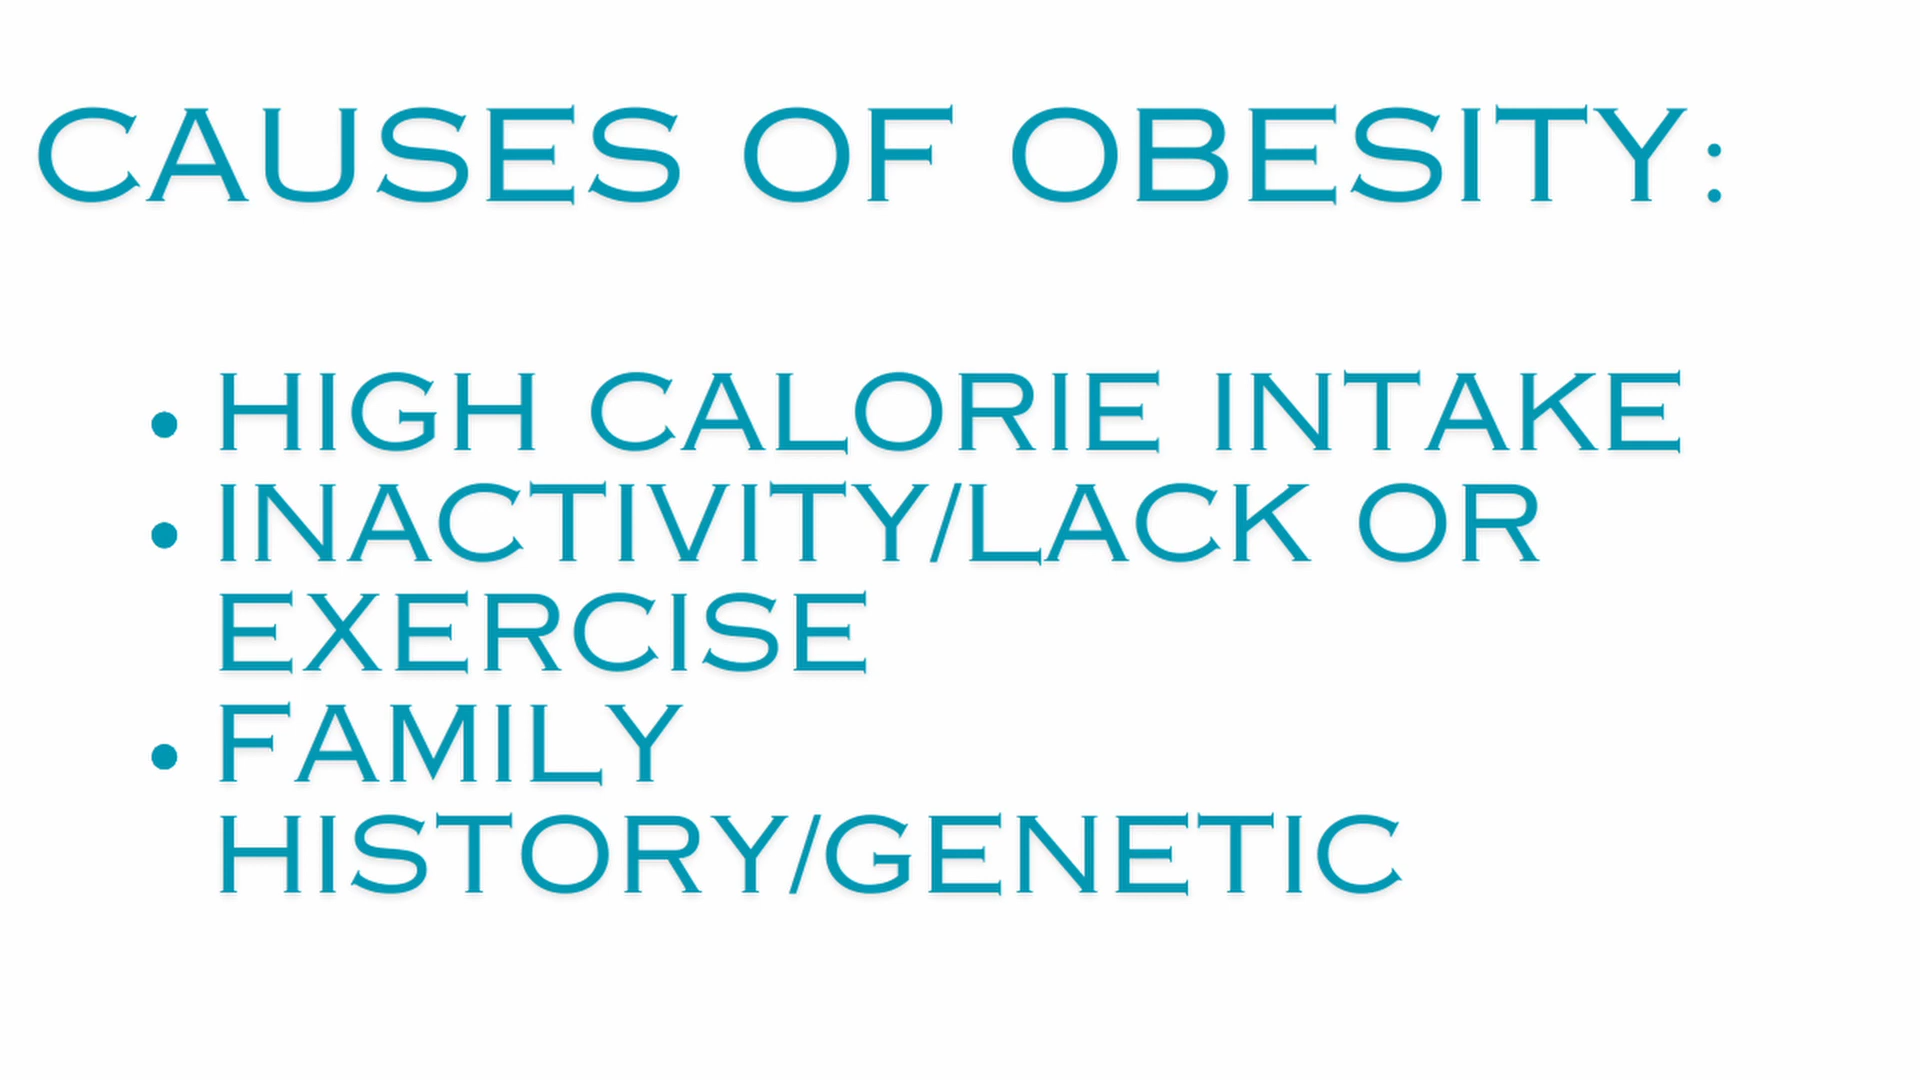 CAUSES OF OBESITY:
• HIGH CALORIE INTAKE
• INACTIVITY/LACK OR
EXERCISE
• FAMILY
HISTORY/GENETIC